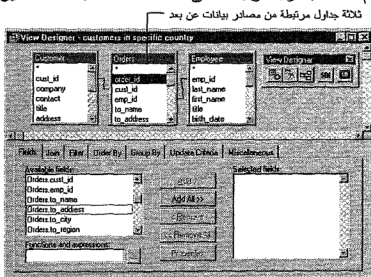 ثلاثة جداول مرتبطة من مصادر بيانات عن بعد
View Designer - customers in specific country
Customer
*
cust_id
company
contact
title
address
Orders
*
order_id
cust_id
emp_id
to_name
to_address
Employee
*
emp_id
last_name
first_name
title
birth_date
View Designer
SQL
Fields Join Filter Order By Group By Update Criteria Miscellaneous
Available fields:
Selected fields:
Orders.cust_id
Orders.emp_id
Orders.to_name
Orders.to_address
Orders.to_city
Orders.to_region
Functions and expressions:
Add
Add All >>
< Remove
<< Remove All
Properties